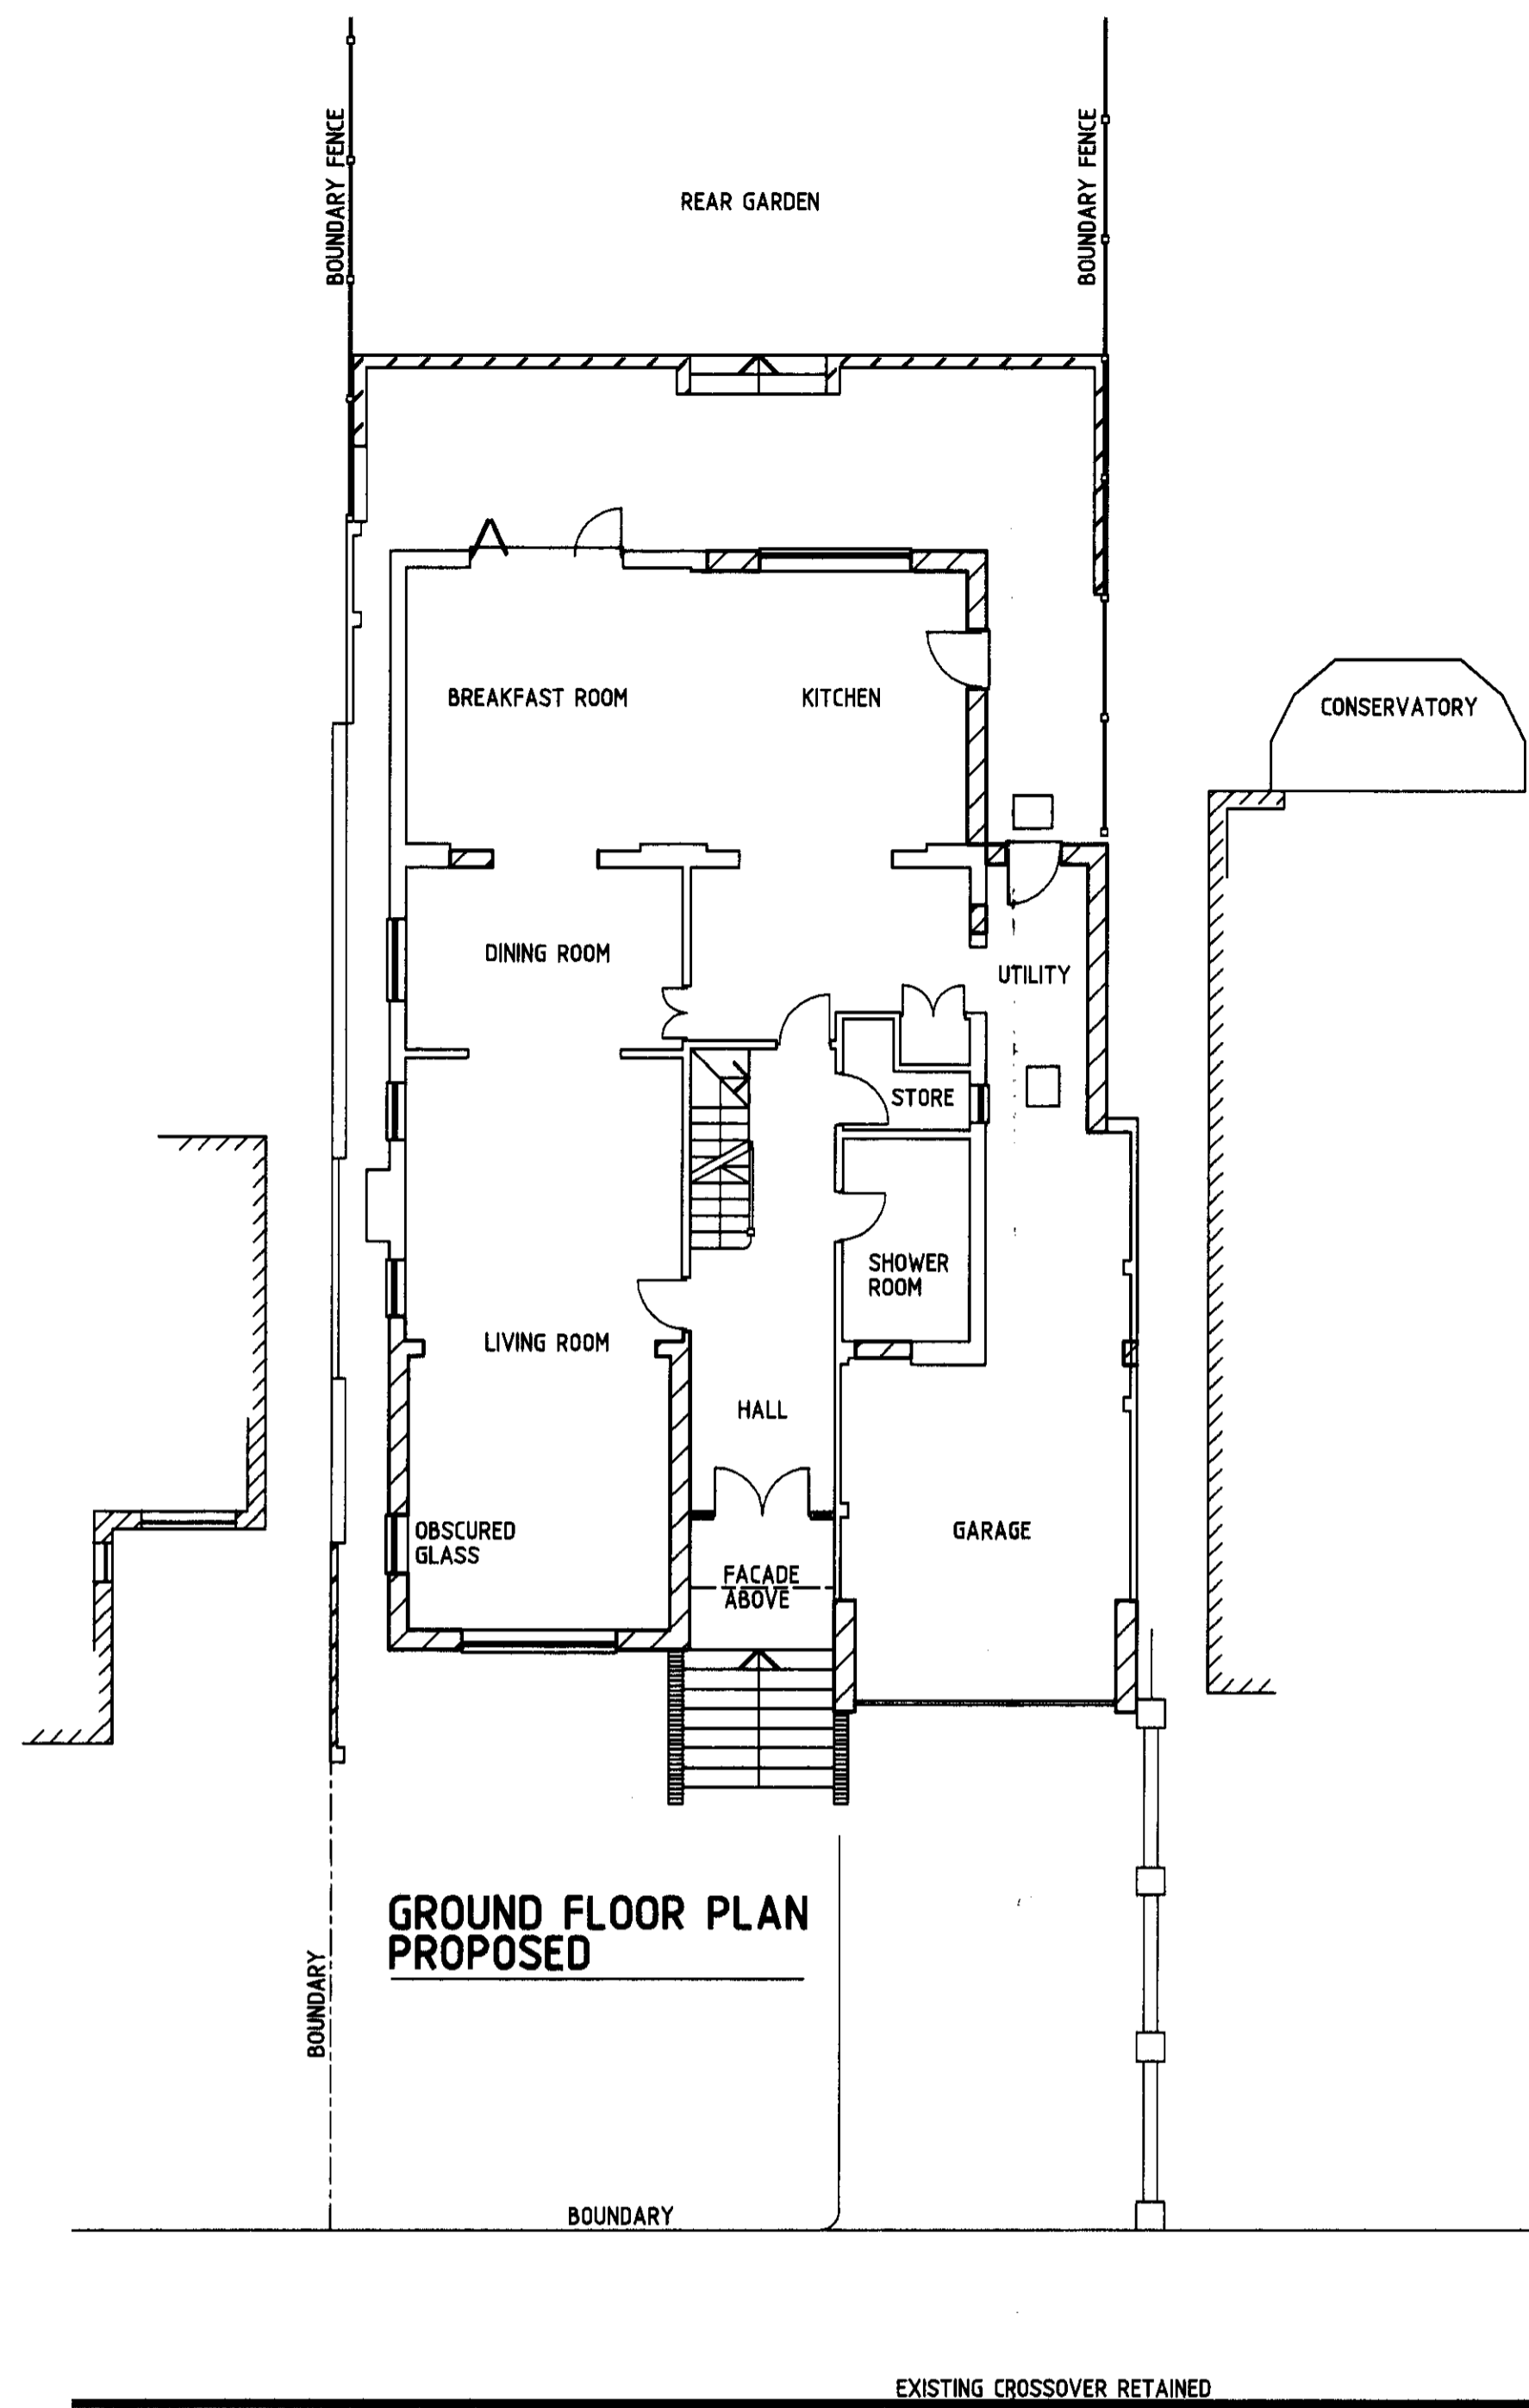 BOUNDARY FENCE
BOUNDARY FENCE
REAR GARDEN
BREAKFAST ROOM
KITCHEN
CONSERVATORY
DINING ROOM
UTILITY
STORE
SHOWER
ROOM
LIVING ROOM
HALL
OBSCURED
GLASS
GARAGE
FACADE
ABOVE
GROUND FLOOR PLAN
PROPOSED
BOUNDARY
BOUNDARY
EXISTING CROSSOVER RETAINED